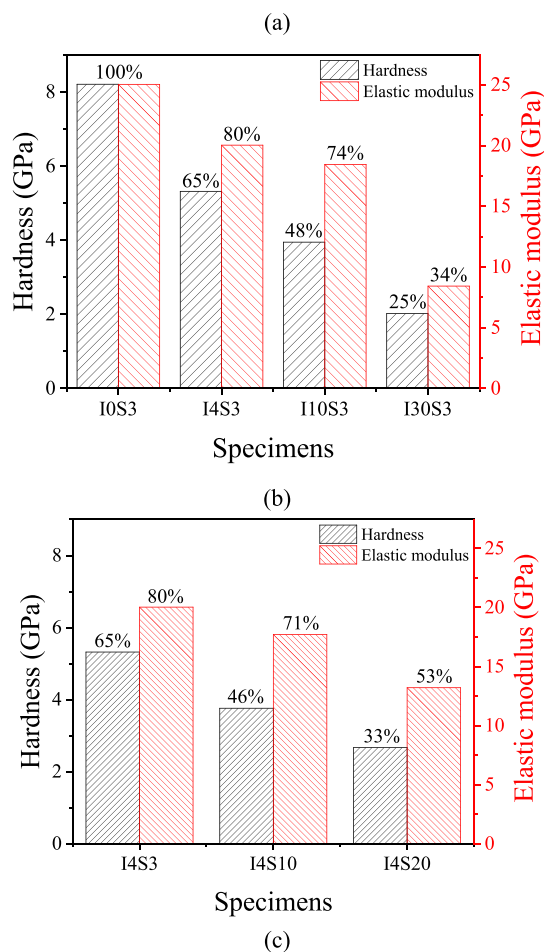 (a)
Hardness
Elastic modulus
100%
65%
80%
48%
74%
25%
34%
0
2
4
6
8
Hardness (GPa)
0
5
10
15
20
25
Elastic modulus (GPa)
I0S3
I4S3
I10S3
I30S3
Specimens
(b)
Hardness
Elastic modulus
65%
80%
46%
71%
33%
53%
0
2
4
6
8
Hardness (GPa)
0
5
10
15
20
25
Elastic modulus (GPa)
I4S3
I4S10
I4S20
Specimens
(c)